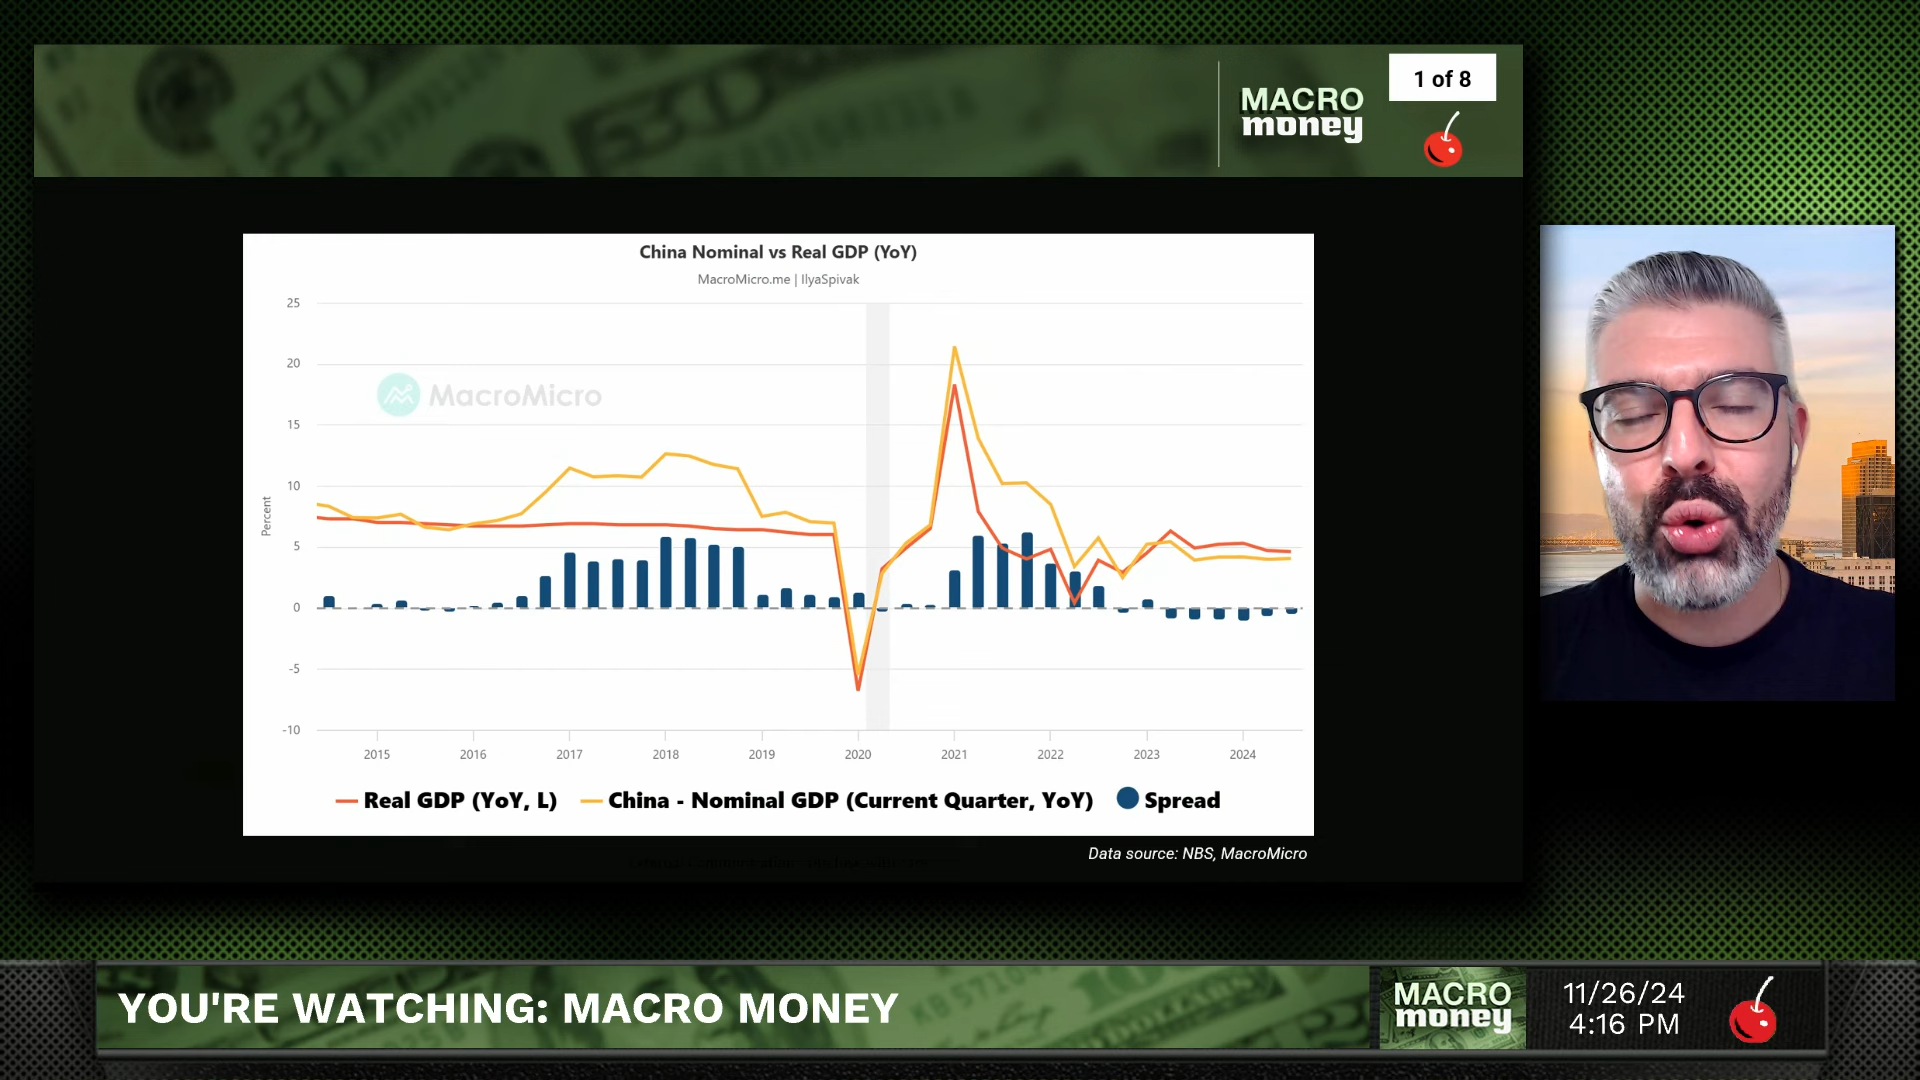 MACRO
money
1 of 8
China Nominal vs Real GDP (YoY)
MacroMicro.me | IlyaSpivak
25
20
15
10
5
0
-5
-10
Percent
MacroMicro
2015 2016 2017 2018 2019 2020 2021 2022 2023 2024
Real GDP (YoY, L) China - Nominal GDP (Current Quarter, YoY) Spread
Data source: NBS, MacroMicro
YOU'RE WATCHING: MACRO MONEY
MACRO
money
11/26/24
4:16 PM